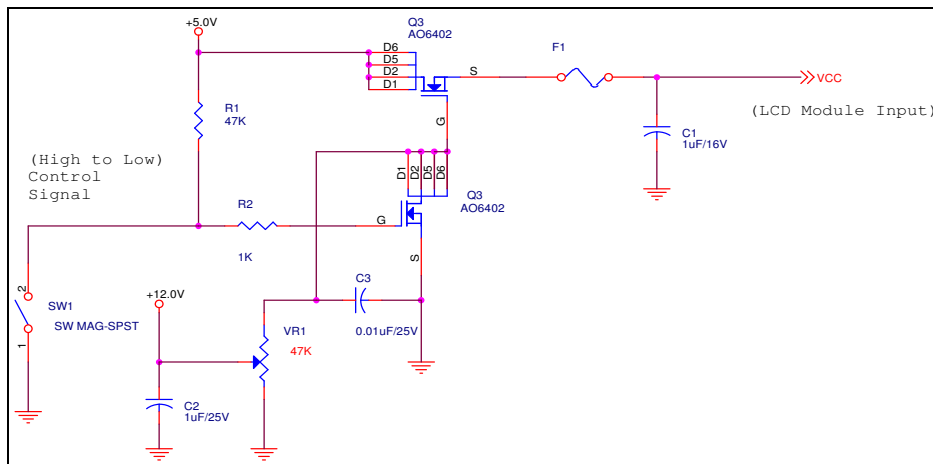 +5.0V
Q3
AO6402
D6
D5
D2
D1
S
G
F1
VCC
(LCD Module Input)
R1
47K
C1
1uF/16V
(High to Low)
Control
Signal
D1
D2
D5
D6
Q3
AO6402
R2
1K
G
S
2
SW1
SW MAG-SPST
1
+12.0V
C3
0.01uF/25V
VR1
47K
C2
1uF/25V